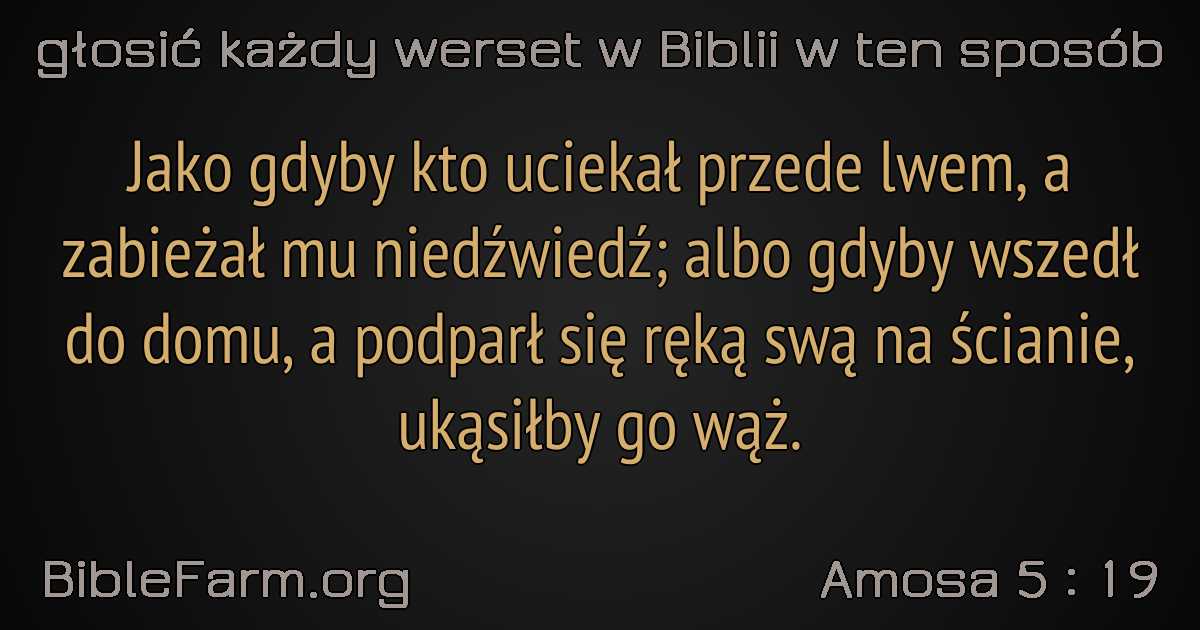 głosić każdy werset w Biblii w ten sposób
Jako gdyby kto uciekał przede lwem, a
zabieżał mu niedźwiedź; albo gdyby wszedł
do domu, a podparł się ręką swą na ścianie,
ukąsiłby go wąż.
BibleFarm.org
Amosa 5 : 19